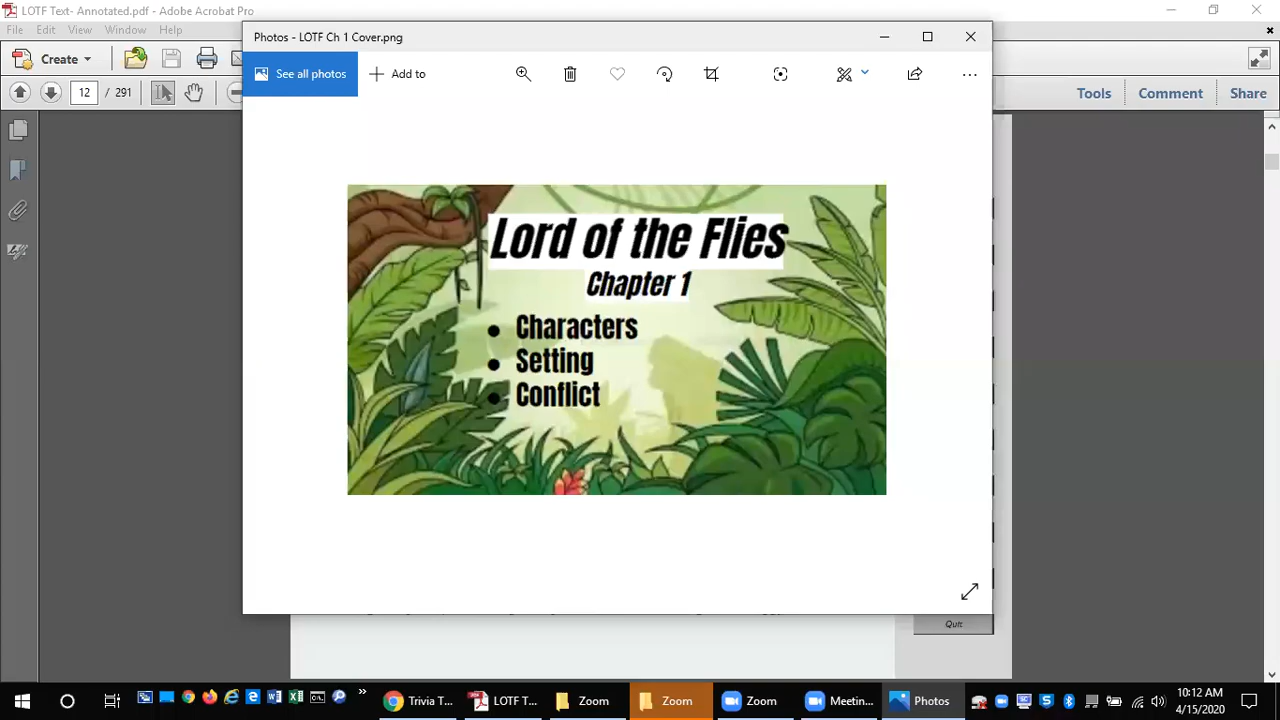 LOTF Text- Annotated.pdf - Adobe Acrobat Pro
File Edit View Window Help
Photos - LOTF Ch 1 Cover.png
Create
See all photos
Add to
12 / 291
Tools Comment Share
Lord of the Flies
Chapter 1
● Characters
● Setting
● Conflict
Quit
Trivia T...
LOTF T...
Zoom
Zoom
Zoom
Meetin...
Photos
10:12 AM
4/15/2020